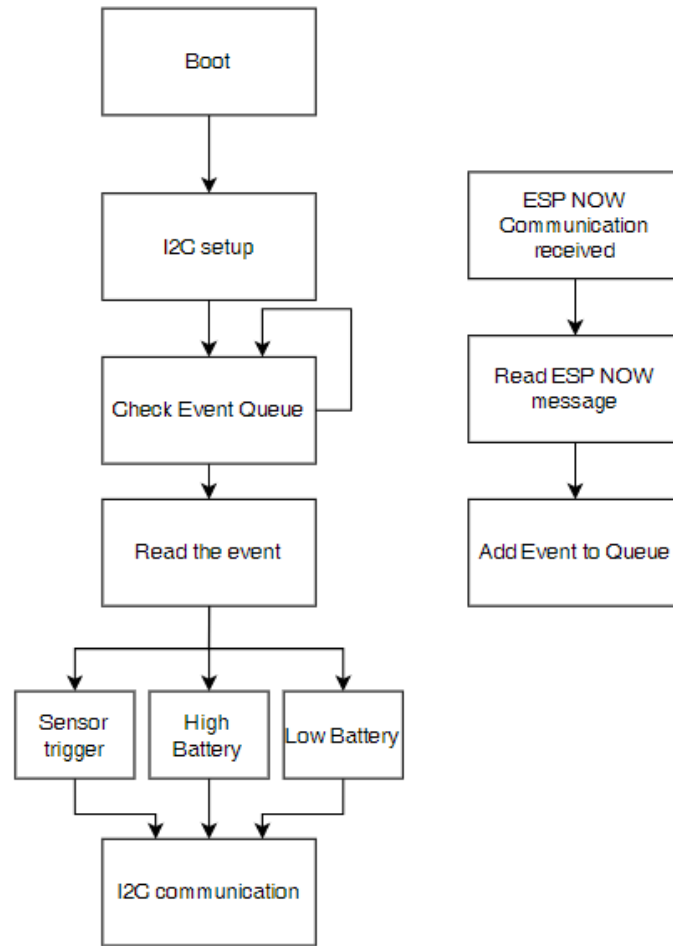 Boot
I2C setup
Check Event Queue
Read the event
Sensor
trigger
High
Battery
Low Battery
I2C communication
ESP NOW
Communication
received
Read ESP NOW
message
Add Event to Queue